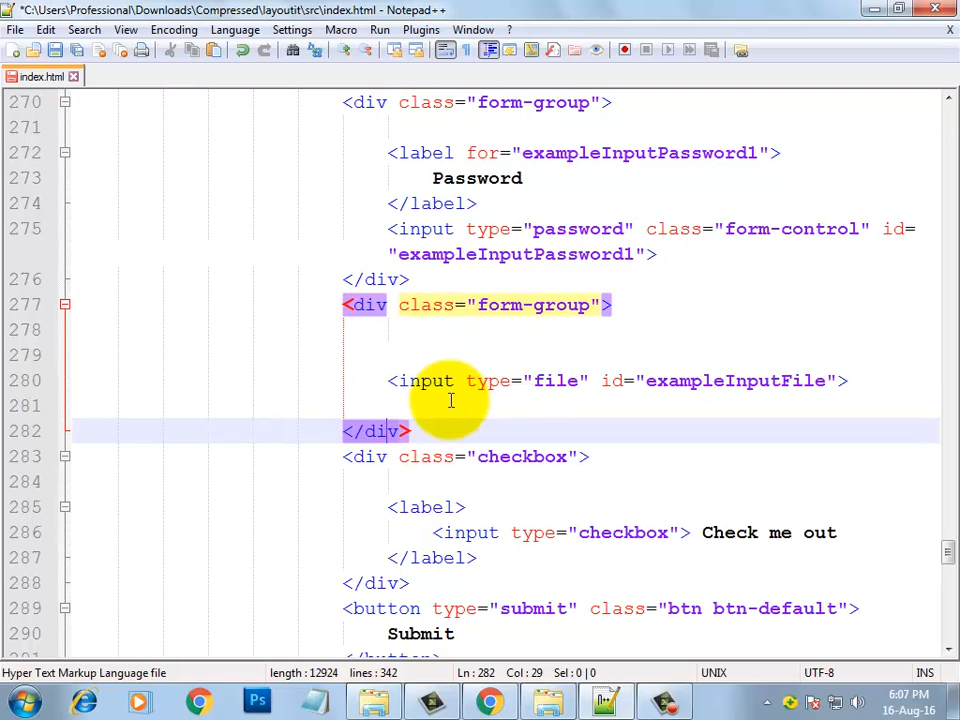 *C:\Users\Professional\Downloads\Compressed\layoutit\src\index.html - Notepad++
File Edit Search View Encoding Language Settings Macro Run Plugins Window ? X
index.html
270 <div class="form-group">
271
272 <label for="exampleInputPassword1">
273 Password
274 </label>
275 <input type="password" class="form-control" id=
"exampleInputPassword1">
276 </div>
277 <div class="form-group">
278
279
280 <input type="file" id="exampleInputFile">
281
282 </div>
283 <div class="checkbox">
284
285 <label>
286 <input type="checkbox"> Check me out
287 </label>
288 </div>
289 <button type="submit" class="btn btn-default">
290 Submit
291 </button>
Hyper Text Markup Language file length : 12924 lines : 342 Ln : 282 Col : 29 Sel : 0 | 0 UNIX UTF-8 INS
Ps
6:07 PM
16-Aug-16